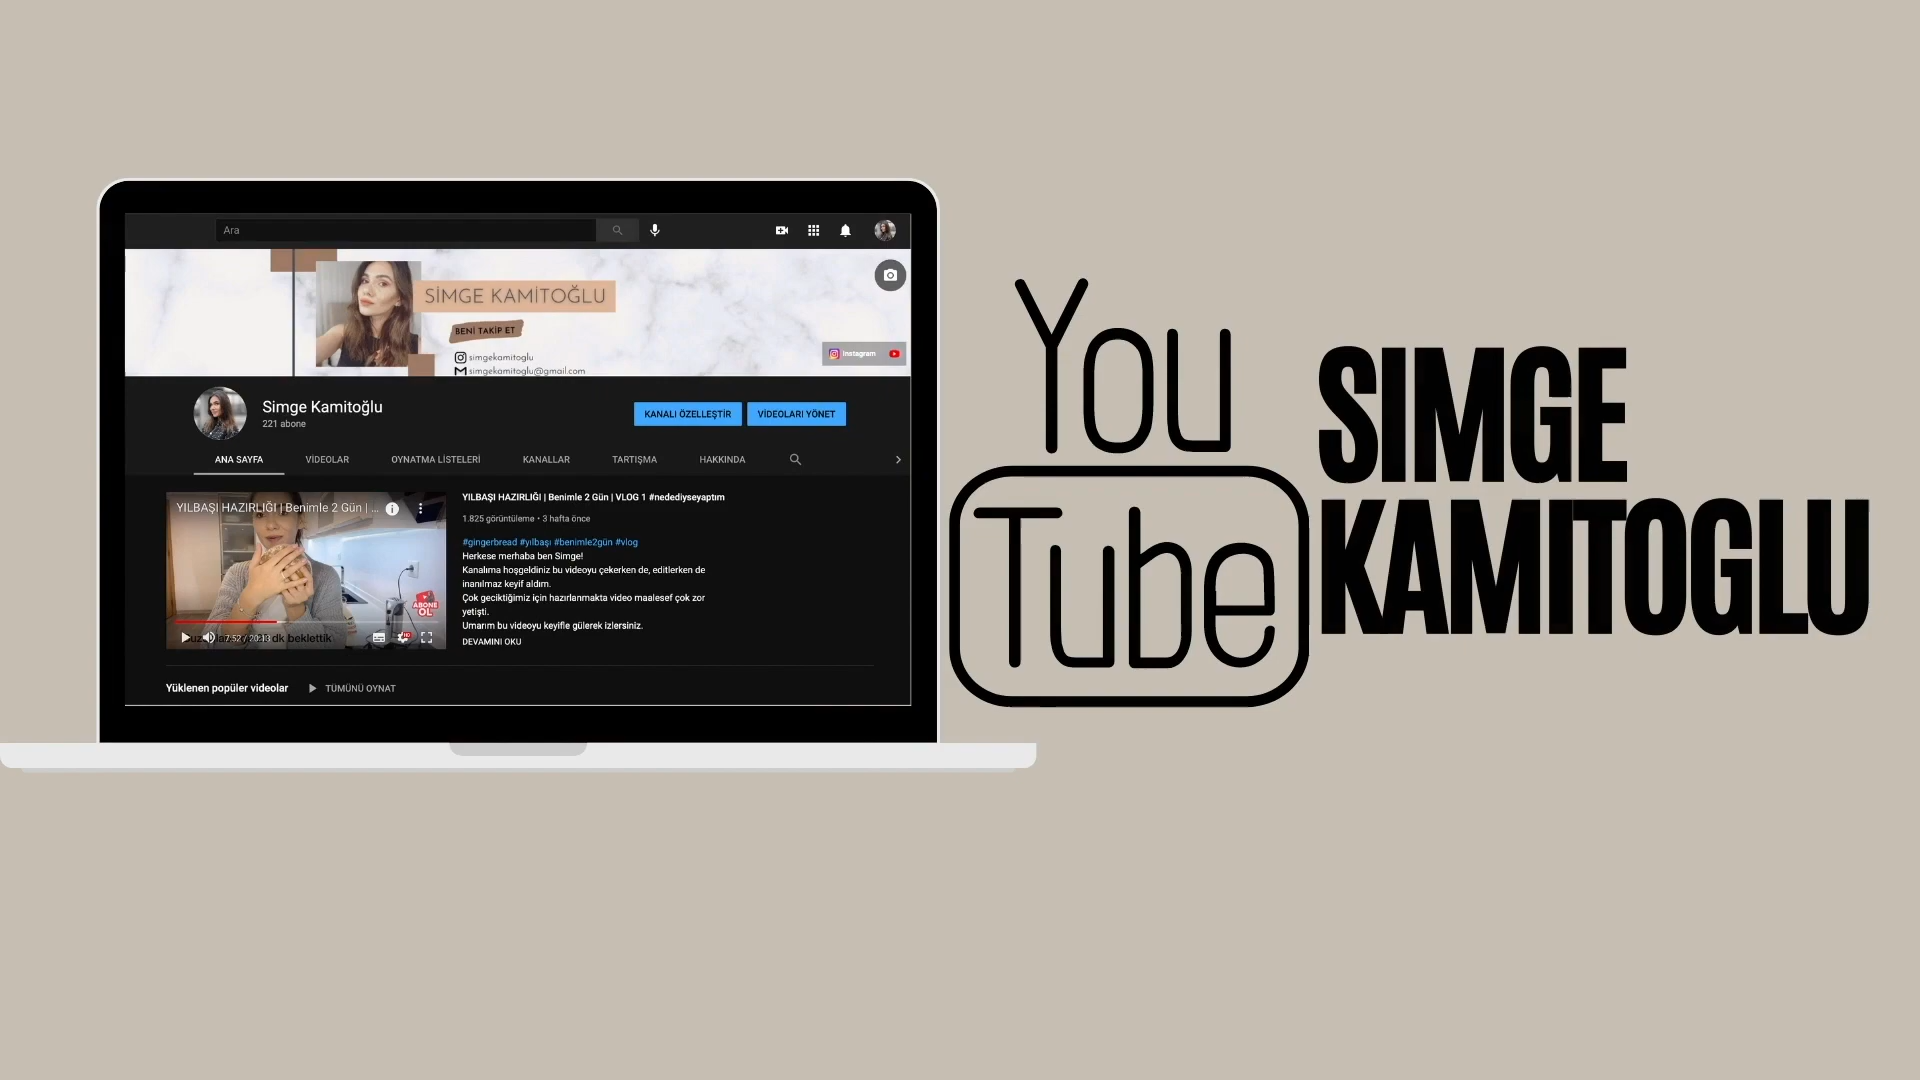 Ara
SİMGE KAMİTOĞLU
BENİ TAKİP ET
simgekamitoglu
simgekamitoglu@gmail.com
Instagram
Simge Kamitoğlu
221 abone
KANALI ÖZELLEŞTİR
VİDEOLARI YÖNET
ANA SAYFA
VİDEOLAR
OYNATMA LİSTELERİ
KANALLAR
TARTIŞMA
HAKKINDA
YILBAŞI HAZIRLIĞI | Benimle 2 Gün | ...
ABONE
OL
dk beklettik
HD
YILBAŞI HAZIRLIĞI | Benimle 2 Gün | VLOG 1 #nedediyseyaptım
1.825 görüntüleme • 3 hafta önce
#gingerbread #yılbaşı #benimle2gün #vlog
Herkese merhaba ben Simge!
Kanalıma hoşgeldiniz bu videoyu çekerken de, editlerken de
inanılmaz keyif aldım.
Çok geciktiğimiz için hazırlanmakta video maalesef çok zor
yetişti.
Umarım bu videoyu keyifle gülerek izlersiniz.
DEVAMINI OKU
Yüklenen popüler videolar
TÜMÜNÜ OYNAT
You
Tube
SIMGE
KAMITOGLU